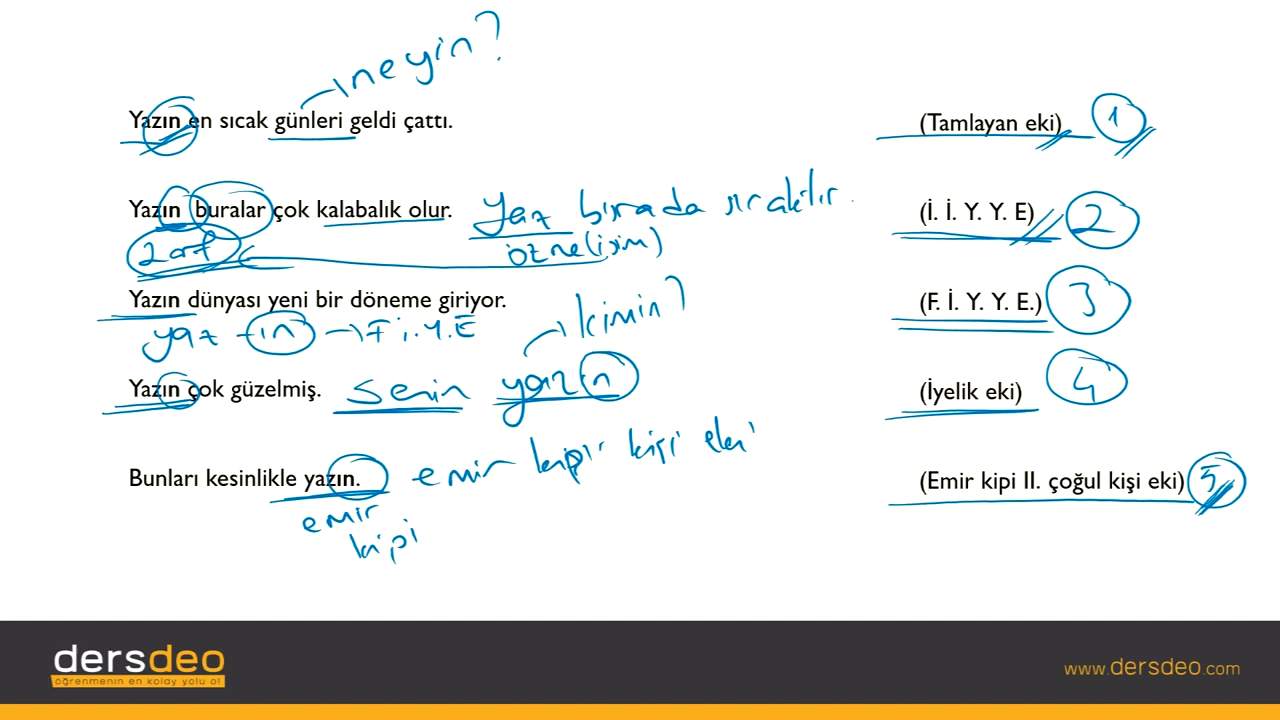 neyin?
Yazın en sıcak günleri geldi çattı. (Tamlayan eki) 1
Yazın buralar çok kalabalık olur. yaz burada sıcaktır. (İ. İ. Y. Y. E) 2
zarf özne(isim)
Yazın dünyası yeni bir döneme giriyor. (F. İ. Y. Y. E.) 3
yaz -ın → F.İ.Y.E kimin?
Yazın çok güzelmiş. senin yazın (İyelik eki) 4
Bunları kesinlikle yazın. emir kipi kişi eki (Emir kipi II. çoğul kişi eki) 5
emir
kipi
dersdeo
öğrenmenin en kolay yolu
www.dersdeo.com